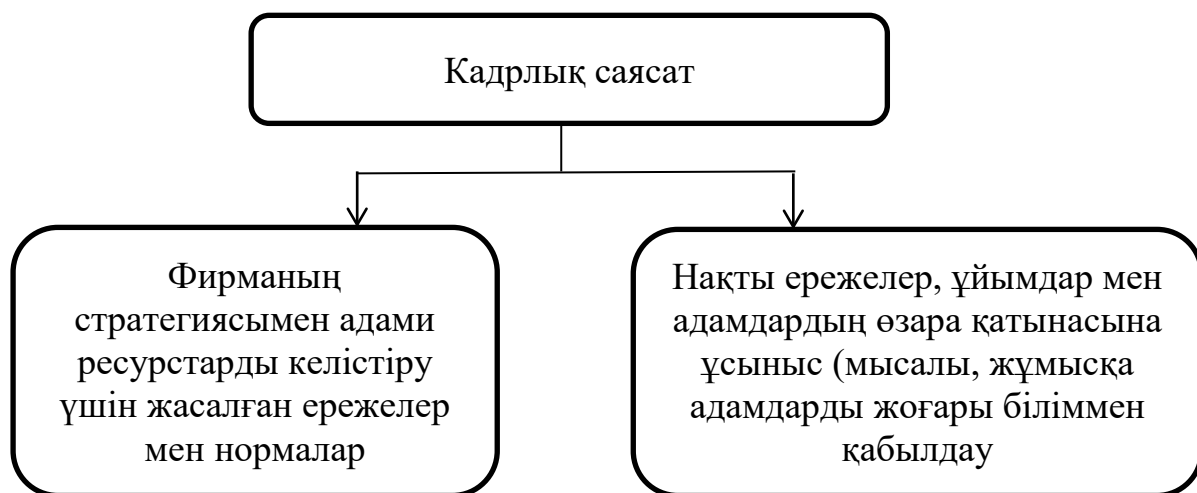 Кадрлық саясат
Фирманың
стратегиясымен адами
ресурстарды келістіру
үшін жасалған ережелер
мен нормалар
Нақты ережелер, ұйымдар мен
адамдардың өзара қатынасына
ұсыныс (мысалы, жұмысқа
адамдарды жоғары біліммен
қабылдау